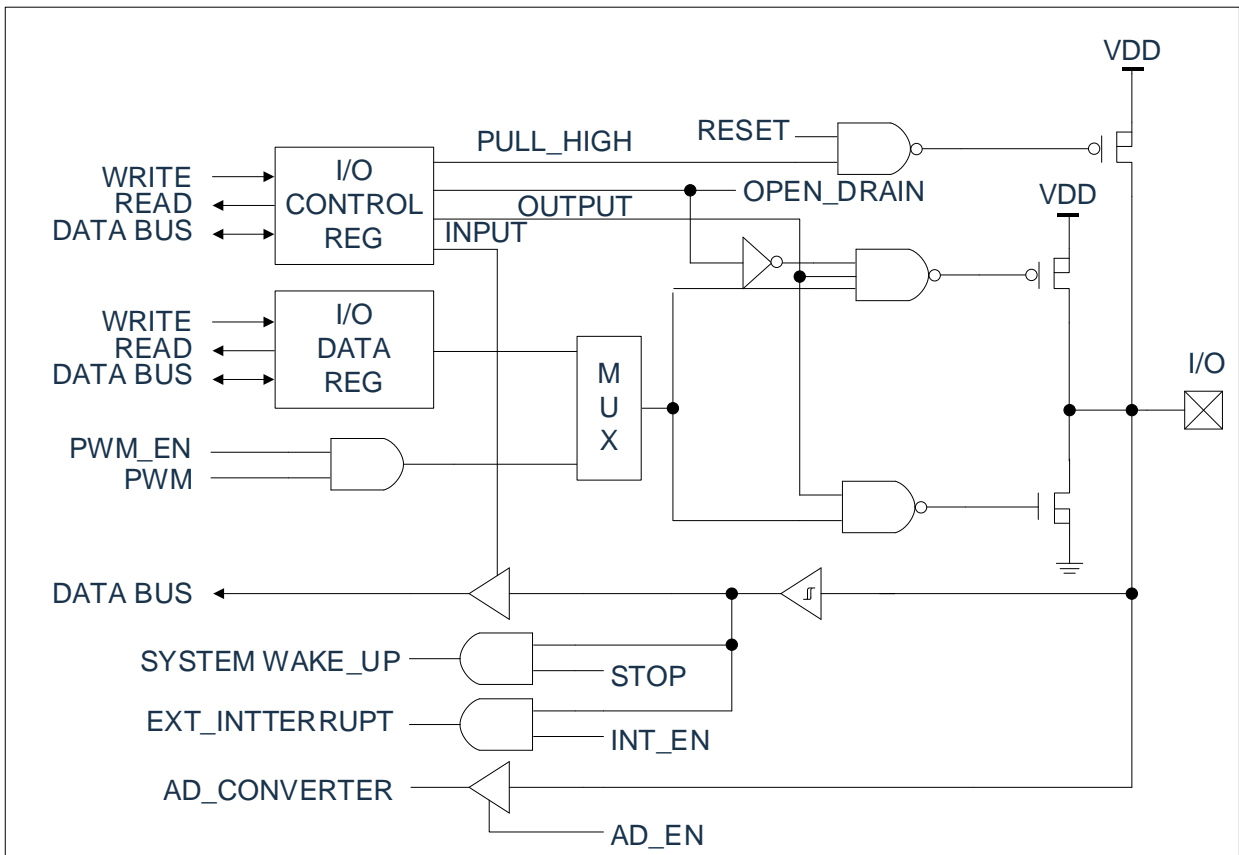 VDD
RESET
PULL_HIGH
WRITE
READ
DATA BUS
I/O
CONTROL
REG
OPEN_DRAIN
OUTPUT
INPUT
VDD
WRITE
READ
DATA BUS
I/O
DATA
REG
M
U
X
I/O
PWM_EN
PWM
DATA BUS
SYSTEM WAKE_UP
STOP
EXT_INTTERRUPT
INT_EN
AD_CONVERTER
AD_EN